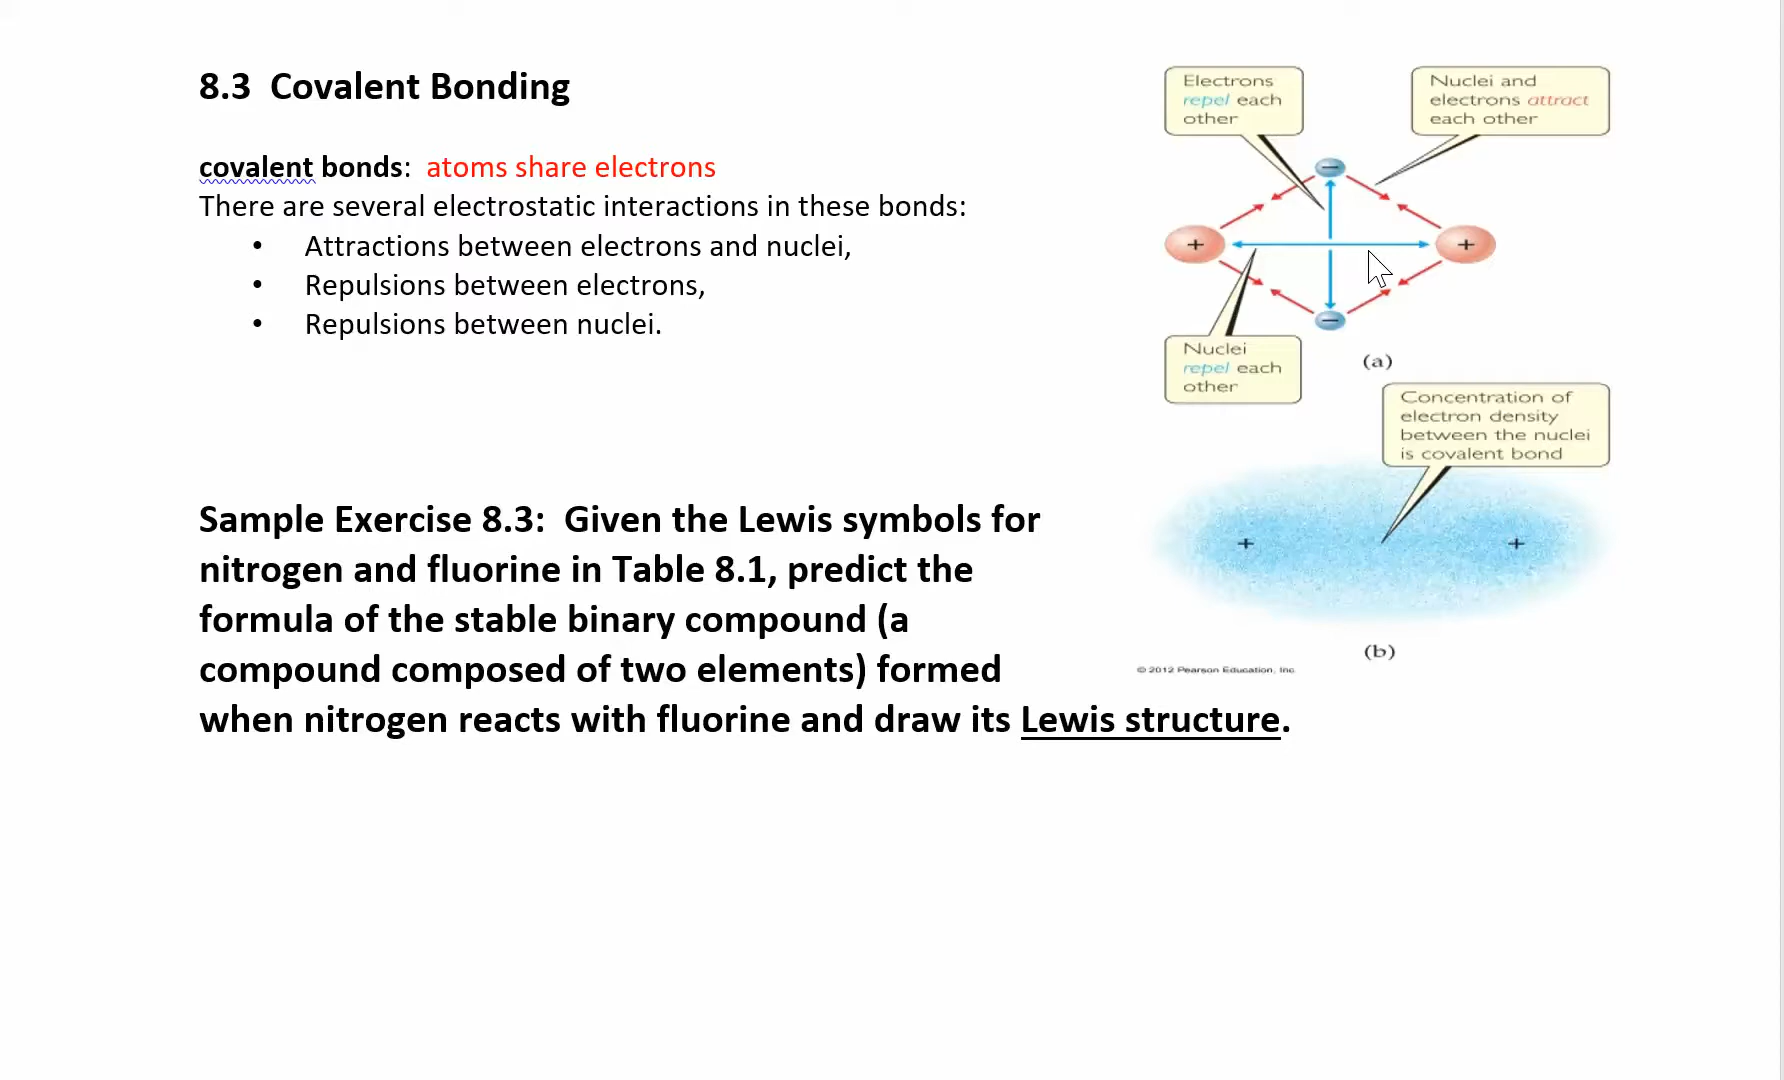 8.3  Covalent Bonding
covalent bonds:  atoms share electrons
There are several electrostatic interactions in these bonds:
• Attractions between electrons and nuclei,
• Repulsions between electrons,
• Repulsions between nuclei.
Electrons
repel each
other
Nuclei and
electrons attract
each other
−
+
+
−
Nuclei
repel each
other
(a)
Concentration of
electron density
between the nuclei
is covalent bond
+
+
(b)
© 2012 Pearson Education, Inc.
Sample Exercise 8.3:  Given the Lewis symbols for
nitrogen and fluorine in Table 8.1, predict the
formula of the stable binary compound (a
compound composed of two elements) formed
when nitrogen reacts with fluorine and draw its Lewis structure.